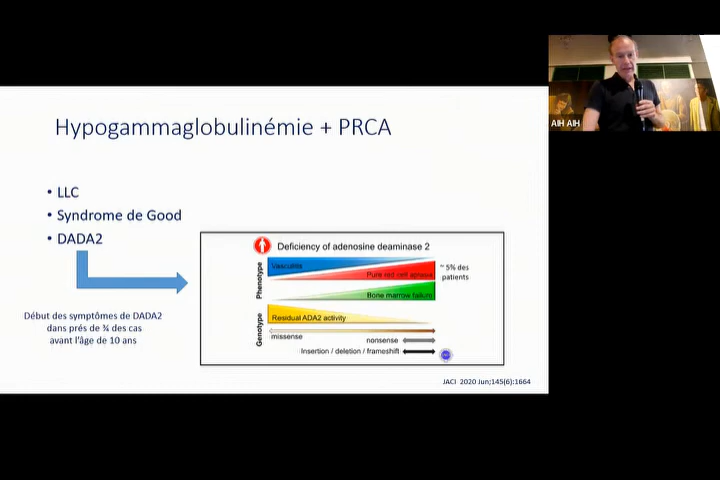 Hypogammaglobulinémie + PRCA
AIH AIH
• LLC
• Syndrome de Good
• DADA2
Deficiency of adenosine deaminase 2
Phenotype
Vasculitis
Pure red cell aplasia
~ 5% des
patients
Bone marrow failure
Genotype
Residual ADA2 activity
missense
nonsense
Insertion / deletion / frameshift
Début des symptômes de DADA2
dans prés de ¾ des cas
avant l'âge de 10 ans
JACI 2020 Jun;145(6):1664